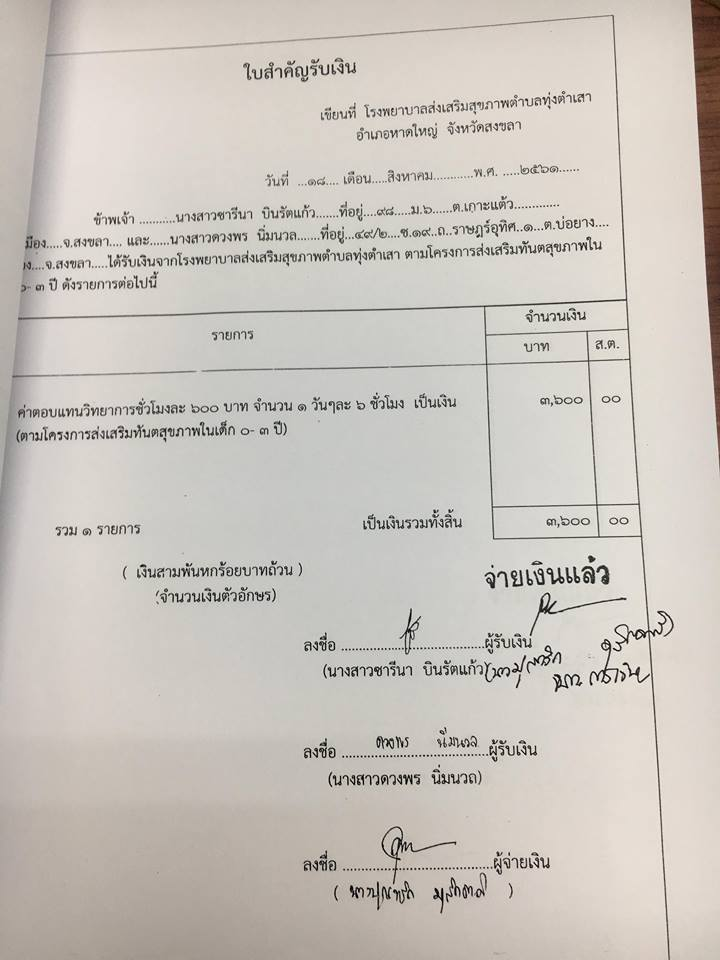 ใบสำคัญรับเงิน
เขียนที่ โรงพยาบาลส่งเสริมสุขภาพตำบลทุ่งตำเสา
อำเภอหาดใหญ่ จังหวัดสงขลา
วันที่ ...๑๘.... เดือน.....สิงหาคม............พ.ศ. .....๒๕๖๑......
ข้าพเจ้า ..........นางสาวซารีนา บินรัตแก้ว.......ที่อยู่....๙๘.....ม.๖......ต.เกาะแต้ว.............
เมือง.....จ.สงขลา.... และ......นางสาวดวงพร นิ่มนวล.......ที่อยู่...๔๙/๒....ซ.๑๙..ถ..ราษฎร์อุทิศ..๑...ต.บ่อยาง....
....จ.สงขลา.....ได้รับเงินจากโรงพยาบาลส่งเสริมสุขภาพตำบลทุ่งตำเสา ตามโครงการส่งเสริมทันตสุขภาพใน
๐- ๓ ปี ดังรายการต่อไปนี้
รายการ จำนวนเงิน
บาท ส.ต.
ค่าตอบแทนวิทยาการชั่วโมงละ ๖๐๐ บาท จำนวน ๑ วันๆละ ๖ ชั่วโมง เป็นเงิน ๓,๖๐๐ ๐๐
(ตามโครงการส่งเสริมทันตสุขภาพในเด็ก ๐- ๓ ปี)
รวม ๑ รายการ เป็นเงินรวมทั้งสิ้น ๓,๖๐๐ ๐๐
( เงินสามพันหกร้อยบาทถ้วน ) จ่ายเงินแล้ว
(จำนวนเงินตัวอักษร)
ลงชื่อ ....................................ผู้รับเงิน
(นางสาวซารีนา บินรัตแก้ว)
ลงชื่อ ดวงพร นิ่มนวล ผู้รับเงิน
(นางสาวดวงพร นิ่มนวถ)
ลงชื่อ ....................................ผู้จ่ายเงิน